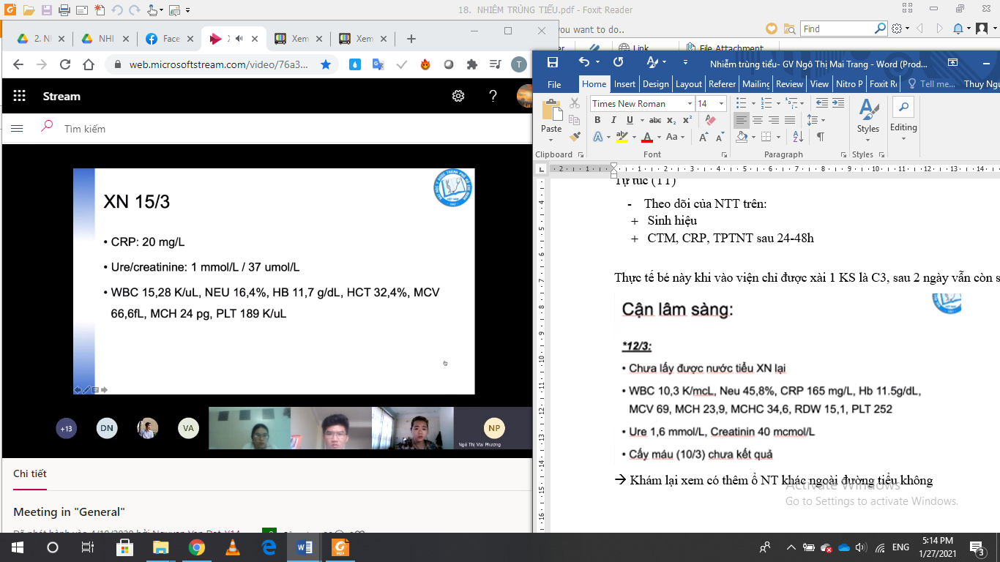 18. NHIỄM TRÙNG TIỂU.pdf - Foxit Reader
you want to do..
Find
Link
File Attachment
2. NI
NHI
Face
Xem
Xem
web.microsoftstream.com/video/76a3...
T
Stream
?
Tìm kiếm
XN 15/3
• CRP: 20 mg/L
• Ure/creatinine: 1 mmol/L / 37 umol/L
• WBC 15,28 K/uL, NEU 16,4%, HB 11,7 g/dL, HCT 32,4%, MCV
66,6fL, MCH 24 pg, PLT 189 K/uL
+13
DN
VA
NP
Ngô Thị Mai Phương
Chi tiết
Meeting in "General"
Nhiễm trùng tiểu- GV Ngô Thị Mai Trang - Word (Prod...
File Home Insert Design Layout Referer Mailing Review View Nitro P Foxit Re Tell me... Thuy Ngu
Times New Roman 14
Paste
B I U abc x₂ x²
Styles
Editing
Clipboard Font Paragraph Styles
Tự túc (TT)
- Theo dõi của NTT trên:
+ Sinh hiệu
+ CTM, CRP, TPTNT sau 24-48h
Thực tế bé này khi vào viện chỉ được xài 1 KS là C3, sau 2 ngày vẫn còn s
Cận lâm sàng:
*12/3:
• Chưa lấy được nước tiểu XN lại
• WBC 10,3 K/mcL, Neu 45,8%, CRP 165 mg/L, Hb 11.5g/dL,
MCV 69, MCH 23,9, MCHC 34,6, RDW 15,1, PLT 252
• Ure 1,6 mmol/L, Creatinin 40 mcmol/L
• Cấy máu (10/3) chưa kết quả
→ Khám lại xem có thêm ổ NT khác ngoài đường tiểu không
Activate Windows
Go to Settings to activate Windows.
ENG
5:14 PM
1/27/2021
3